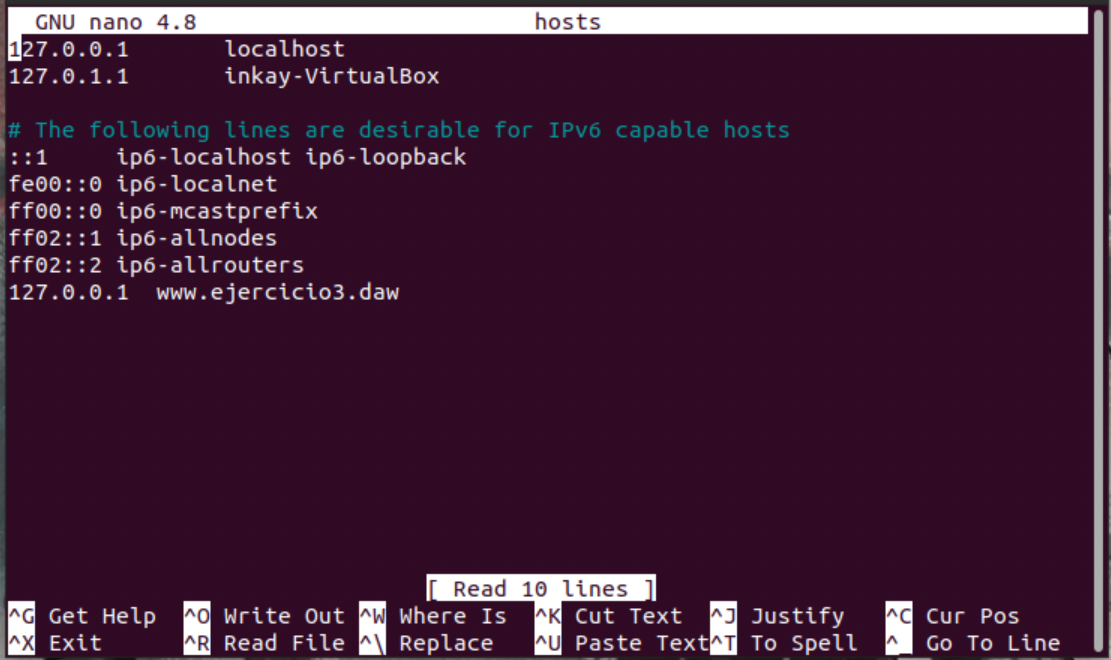 GNU nano 4.8 hosts
127.0.0.1 localhost
127.0.1.1 inkay-VirtualBox
# The following lines are desirable for IPv6 capable hosts
::1 ip6-localhost ip6-loopback
fe00::0 ip6-localnet
ff00::0 ip6-mcastprefix
ff02::1 ip6-allnodes
ff02::2 ip6-allrouters
127.0.0.1 www.ejercicio3.daw
[ Read 10 lines ]
^G Get Help ^O Write Out ^W Where Is ^K Cut Text ^J Justify ^C Cur Pos
^X Exit ^R Read File ^\ Replace ^U Paste Text ^T To Spell ^_ Go To Line